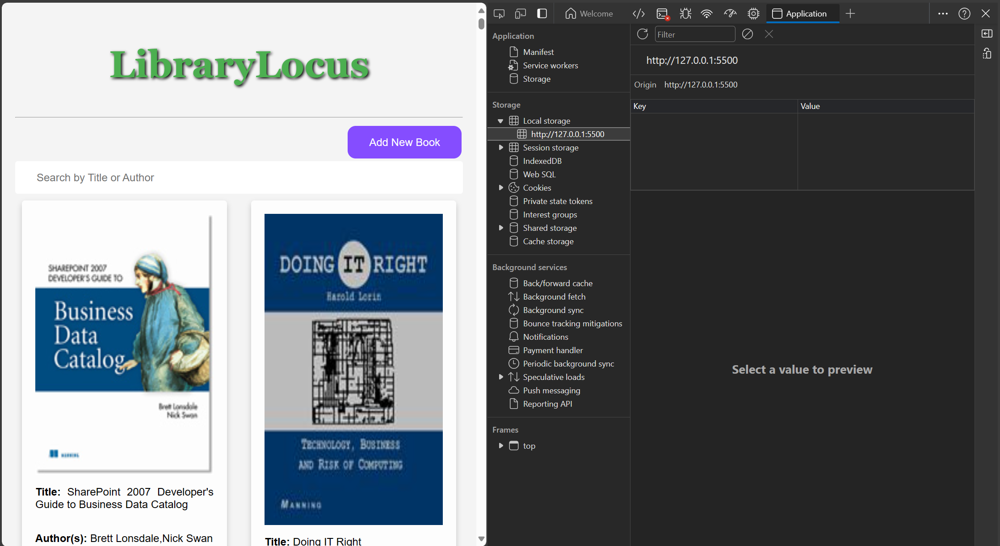 LibraryLocus
Add New Book
Search by Title or Author
SHAREPOINT 2007
DEVELOPER'S GUIDE TO
Business
Data
Catalog
Brett Lonsdale
Nick Swan
MANNING
Title: SharePoint 2007 Developer's
Guide to Business Data Catalog
Author(s): Brett Lonsdale,Nick Swan
DOING IT RIGHT
Harold Lorin
TECHNOLOGY, BUSINESS
AND RISK OF COMPUTING
MANNING
Title: Doing IT Right
Welcome
Application
Application
Manifest
Service workers
Storage
Storage
Local storage
http://127.0.0.1:5500
Session storage
IndexedDB
Web SQL
Cookies
Private state tokens
Interest groups
Shared storage
Cache storage
Background services
Back/forward cache
Background fetch
Background sync
Bounce tracking mitigations
Notifications
Payment handler
Periodic background sync
Speculative loads
Push messaging
Reporting API
Frames
top
Filter
http://127.0.0.1:5500
Origin http://127.0.0.1:5500
Key Value
Select a value to preview